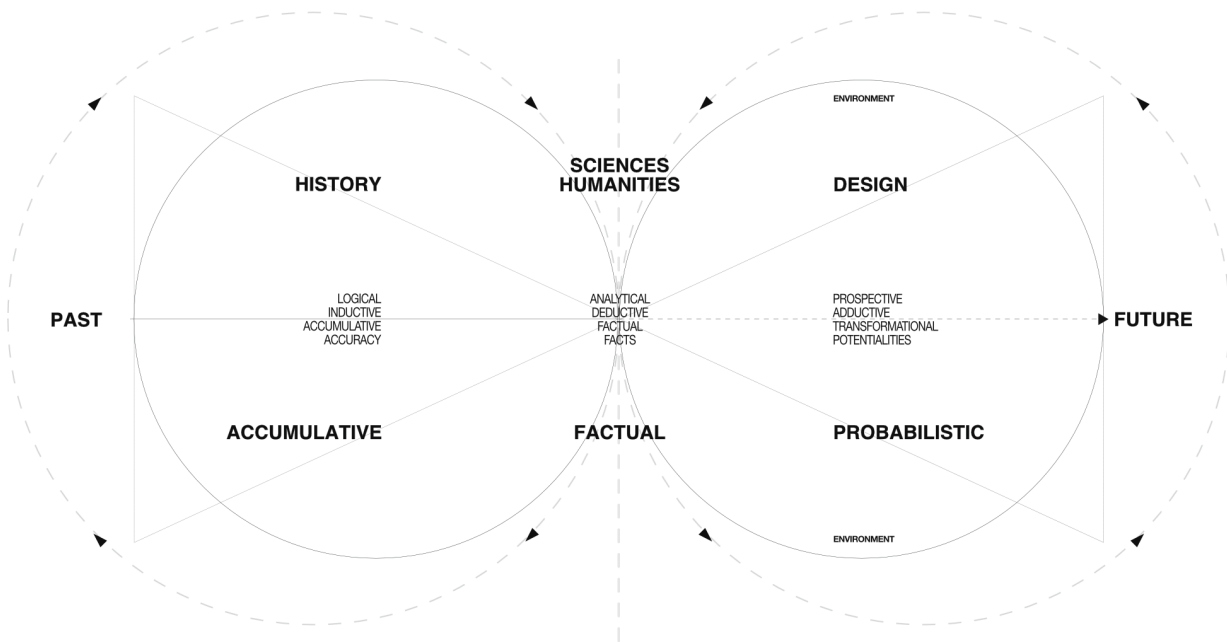 ENVIRONMENT
SCIENCES
HUMANITIES
HISTORY
DESIGN
LOGICAL
INDUCTIVE
ACCUMULATIVE
ACCURACY
ANALYTICAL
DEDUCTIVE
FACTUAL
FACTS
PROSPECTIVE
ADDUCTIVE
TRANSFORMATIONAL
POTENTIALITIES
PAST
FUTURE
ACCUMULATIVE
FACTUAL
PROBABILISTIC
ENVIRONMENT